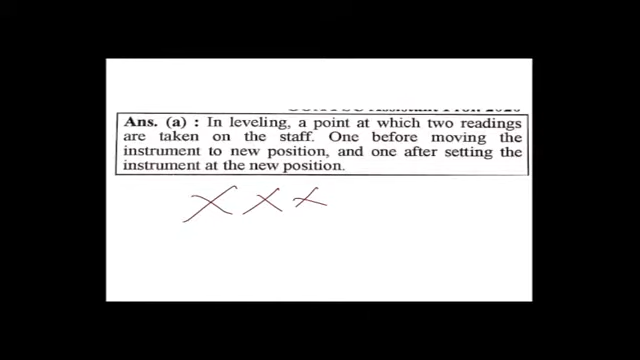 Ans. (a) : In leveling, a point at which two readings
are taken on the staff. One before moving the
instrument to new position, and one after setting the
instrument at the new position.
X X X